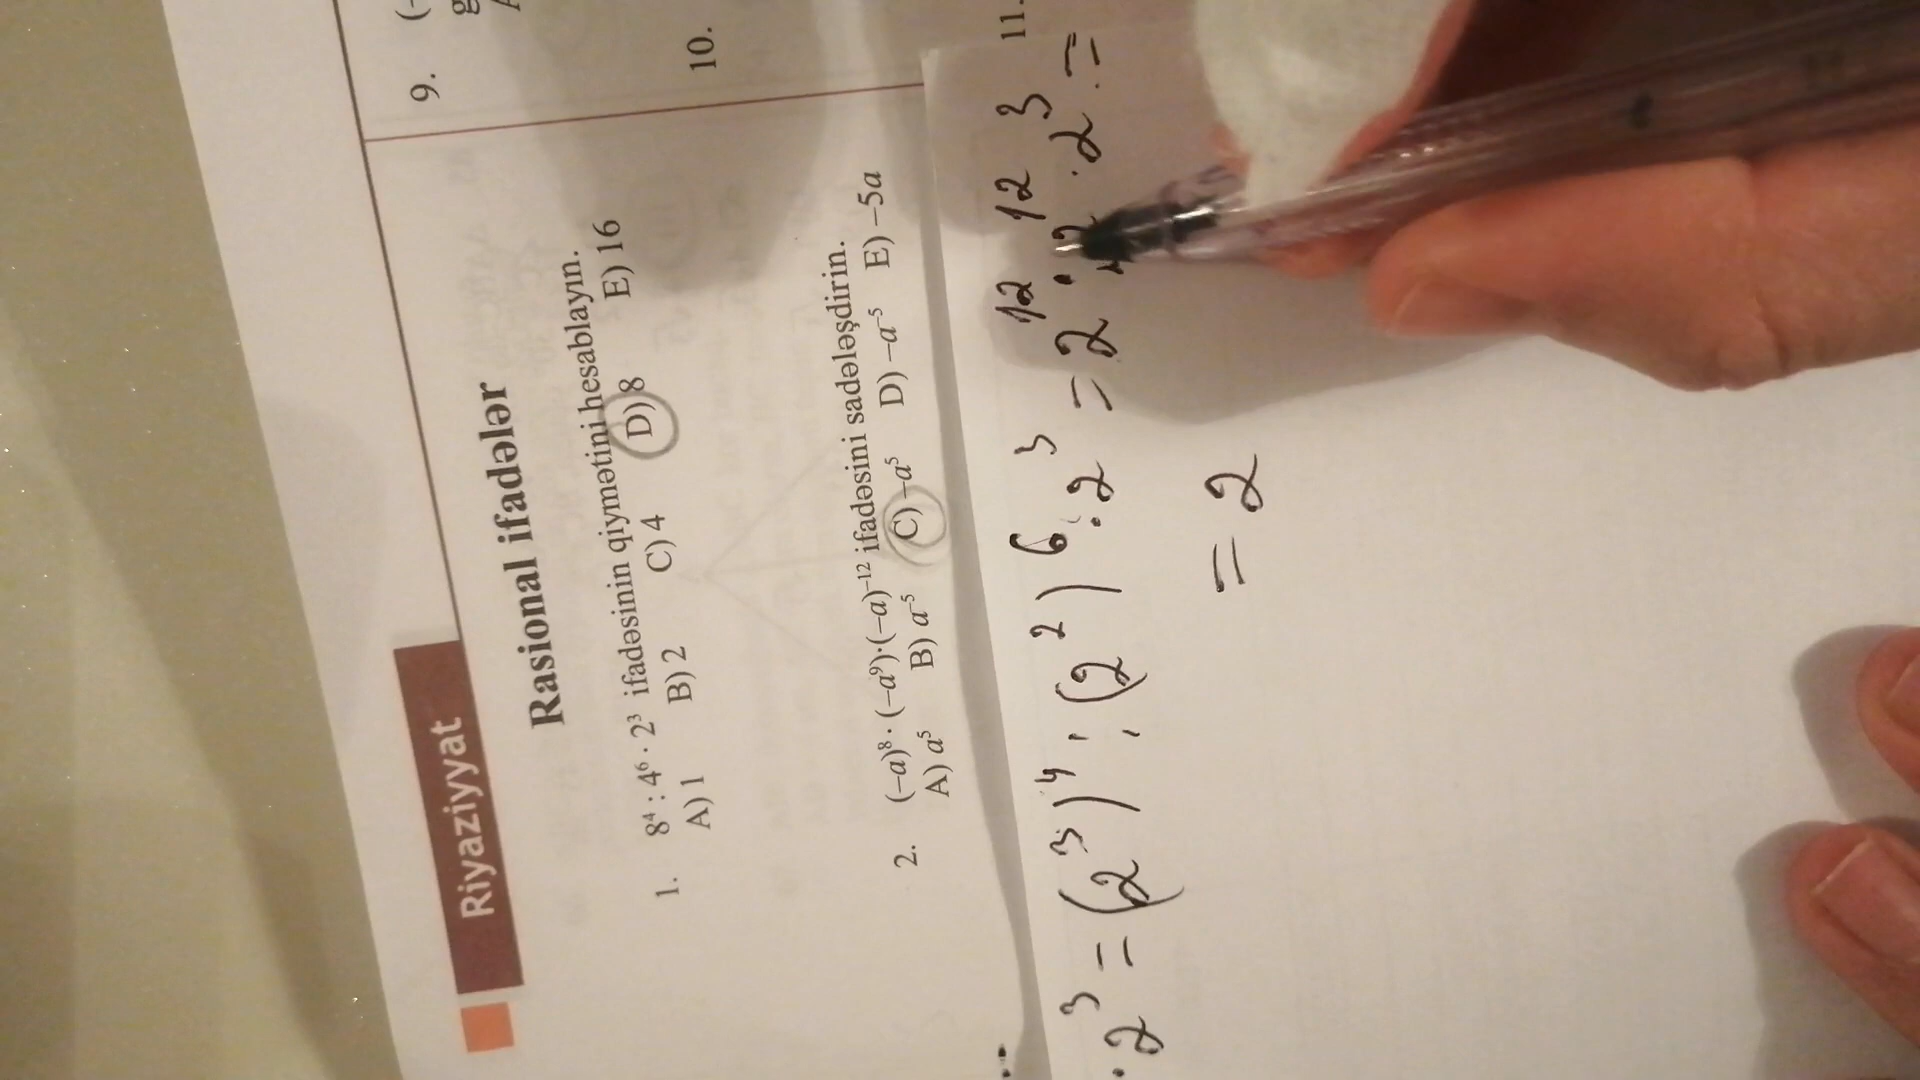 Riyaziyyat
Rasional ifadələr
1. 8⁴ : 4⁶ · 2³ ifadəsinin qiymətini hesablayın.
A) 1 B) 2 C) 4 D) 8 E) 16
2. (−a)⁸ · (−a⁹)·(−a)⁻¹² ifadəsini sadələşdirin.
A) a⁵ B) a⁻⁵ C) −a⁵ D) −a⁻⁵ E) −5a
9. (−
10.
11.
· 2³ = (2³)⁴ : (2²)⁶ · 2³ = 2¹² : 2¹² · 2³ =
= 2